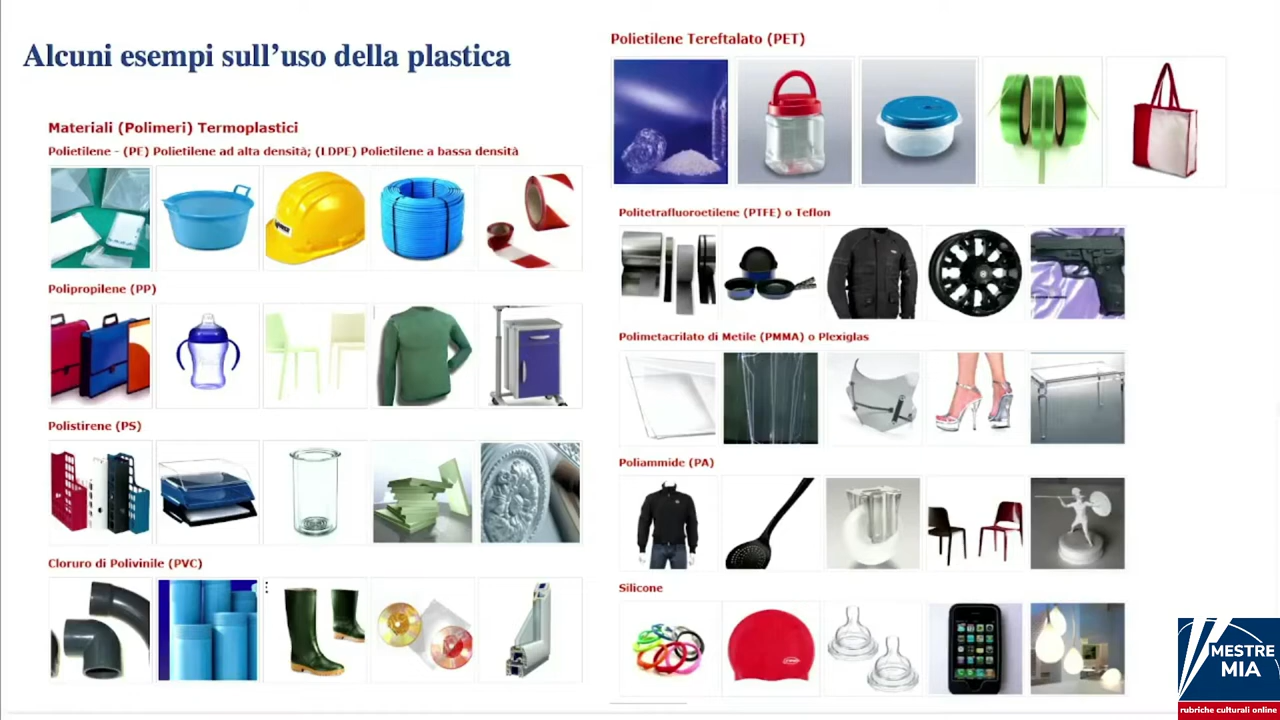 Alcuni esempi sull’uso della plastica
Materiali (Polimeri) Termoplastici
Polietilene - (PE) Polietilene ad alta densità; (LDPE) Polietilene a bassa densità
Polipropilene (PP)
Polistirene (PS)
Cloruro di Polivinile (PVC)
Polietilene Tereftalato (PET)
Politetrafluoroetilene (PTFE) o Teflon
Polimetacrilato di Metile (PMMA) o Plexiglas
Poliammide (PA)
Silicone
MESTRE
MIA
rubriche culturali online